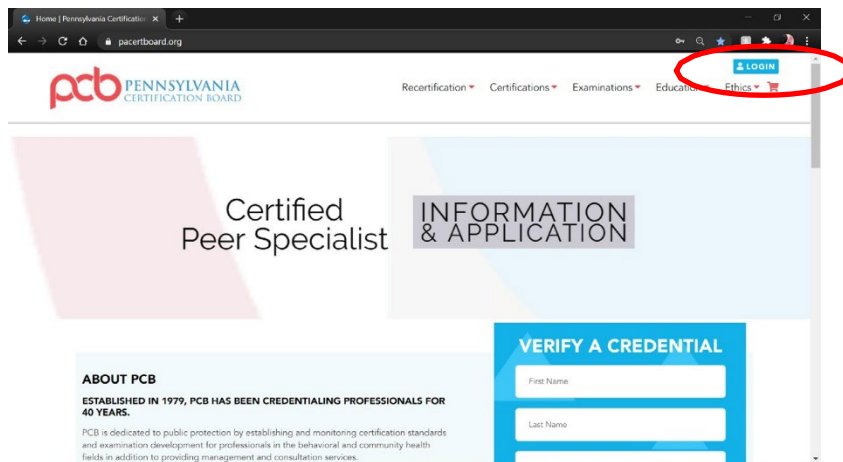 Home | Pennsylvania Certification
pacertboard.org
LOGIN
pcb PENNSYLVANIA
CERTIFICATION BOARD
Recertification Certifications Examinations Education Ethics
Certified
Peer Specialist
INFORMATION
& APPLICATION
VERIFY A CREDENTIAL
First Name
Last Name
ABOUT PCB
ESTABLISHED IN 1979, PCB HAS BEEN CREDENTIALING PROFESSIONALS FOR
40 YEARS.
PCB is dedicated to public protection by establishing and monitoring certification standards
and examination development for professionals in the behavioral and community health
fields in addition to providing management and consultation services.